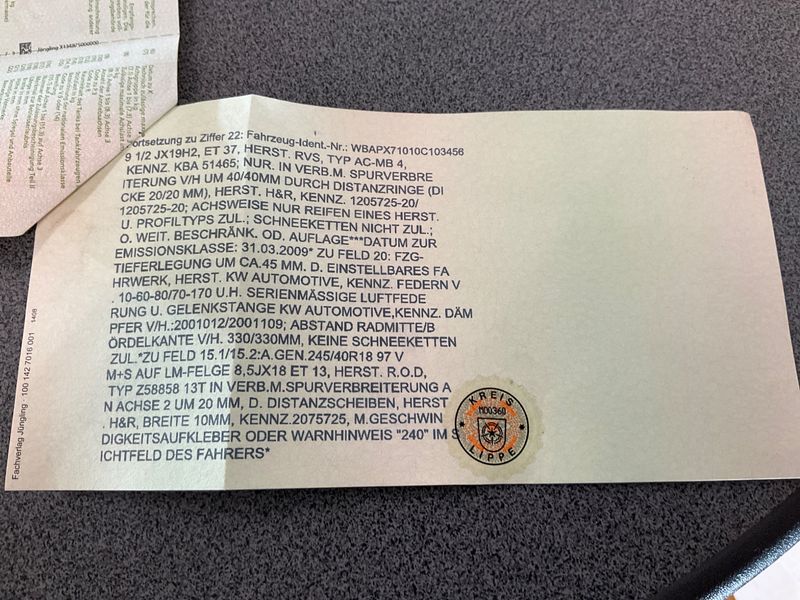 Jüngling X13487/5000000
Fortsetzung zu Ziffer 22: Fahrzeug-Ident.-Nr.: WBAPX71010C103456
9 1/2 JX19H2, ET 37, HERST. RVS, TYP AC-MB 4,
KENNZ. KBA 51465; NUR. IN VERB.M. SPURVERBRE
ITERUNG V/H UM 40/40MM DURCH DISTANZRINGE (DI
CKE 20/20 MM), HERST. H&R, KENNZ. 1205725-20/
1205725-20; ACHSWEISE NUR REIFEN EINES HERST.
U. PROFILTYPS ZUL.; SCHNEEKETTEN NICHT ZUL.;
O. WEIT. BESCHRÄNK. OD. AUFLAGE***DATUM ZUR
EMISSIONSKLASSE: 31.03.2009* ZU FELD 20: FZG-
TIEFERLEGUNG UM CA.45 MM. D. EINSTELLBARES FA
HRWERK, HERST. KW AUTOMOTIVE, KENNZ. FEDERN V
. 10-60-80/70-170 U.H. SERIENMÄSSIGE LUFTFEDE
RUNG U. GELENKSTANGE KW AUTOMOTIVE,KENNZ. DÄM
PFER V/H.:2001012/2001109; ABSTAND RADMITTE/B
ÖRDELKANTE V/H. 330/330MM, KEINE SCHNEEKETTEN
ZUL.*ZU FELD 15.1/15.2:A.GEN.245/40R18 97 V
M+S AUF LM-FELGE 8,5JX18 ET 13, HERST. R.O.D,
TYP Z58858 13T IN VERB.M.SPURVERBREITERUNG A
N ACHSE 2 UM 20 MM, D. DISTANZSCHEIBEN, HERST
. H&R, BREITE 10MM, KENNZ.2075725, M.GESCHWIN
DIGKEITSAUFKLEBER ODER WARNHINWEIS "240" IM S
ICHTFELD DES FAHRERS*
KREIS
MD0360
LIPPE
Fachverlag Jüngling · 100 142 7016 001 1408